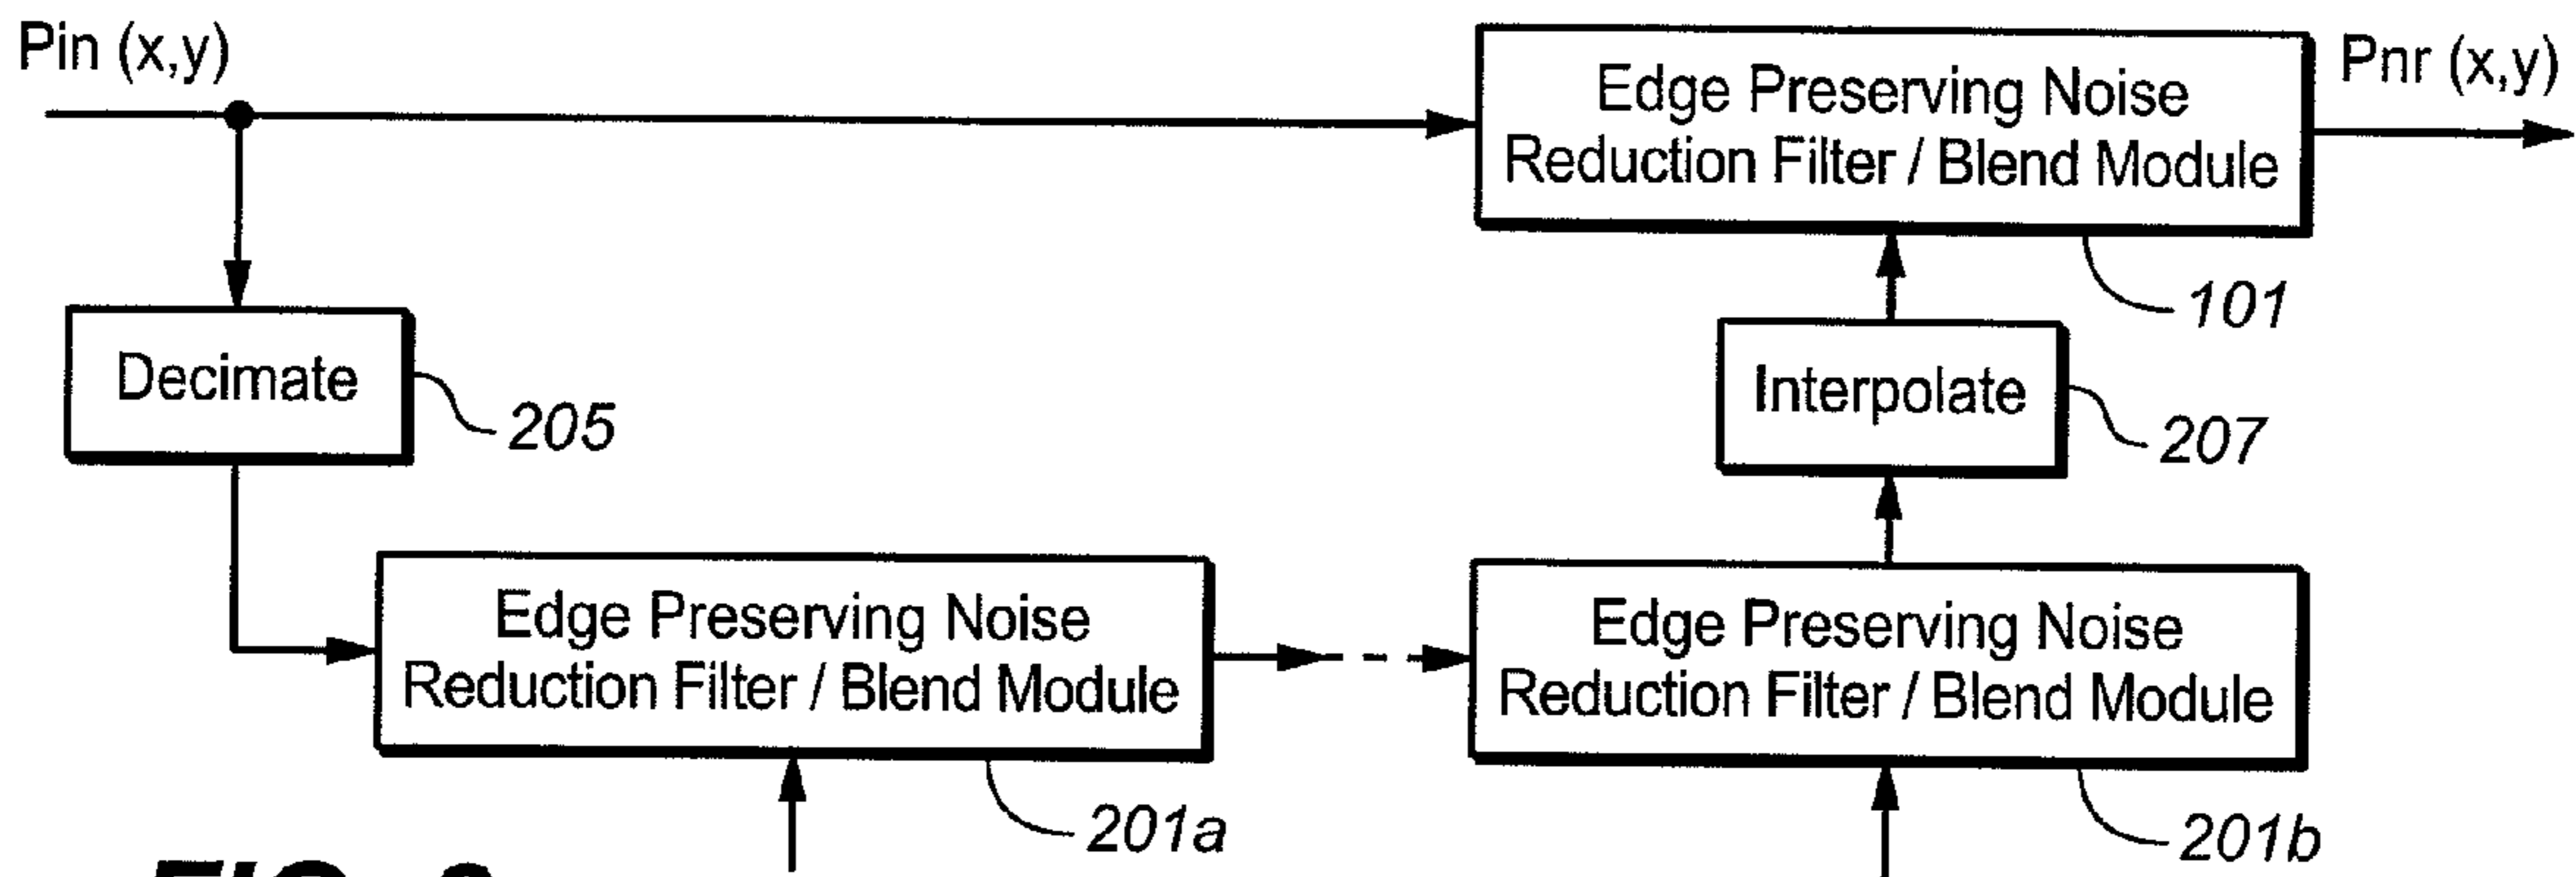 Pin (x,y)
Edge Preserving Noise
Reduction Filter / Blend Module
Pnr (x,y)
101
Decimate
205
Interpolate
207
Edge Preserving Noise
Reduction Filter / Blend Module
201a
Edge Preserving Noise
Reduction Filter / Blend Module
201b